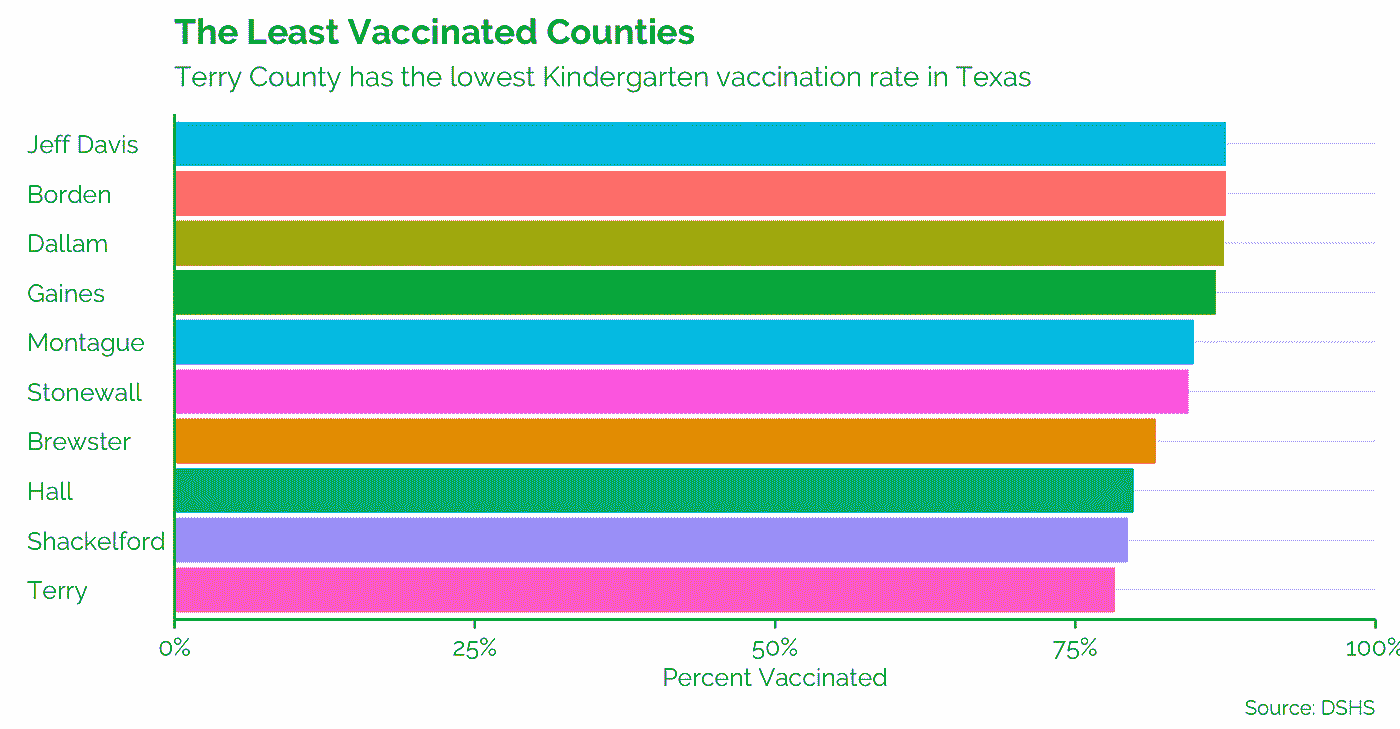 The Least Vaccinated Counties
Terry County has the lowest Kindergarten vaccination rate in Texas
Jeff Davis
Borden
Dallam
Gaines
Montague
Stonewall
Brewster
Hall
Shackelford
Terry
0% 25% 50% 75% 100%
Percent Vaccinated
Source: DSHS